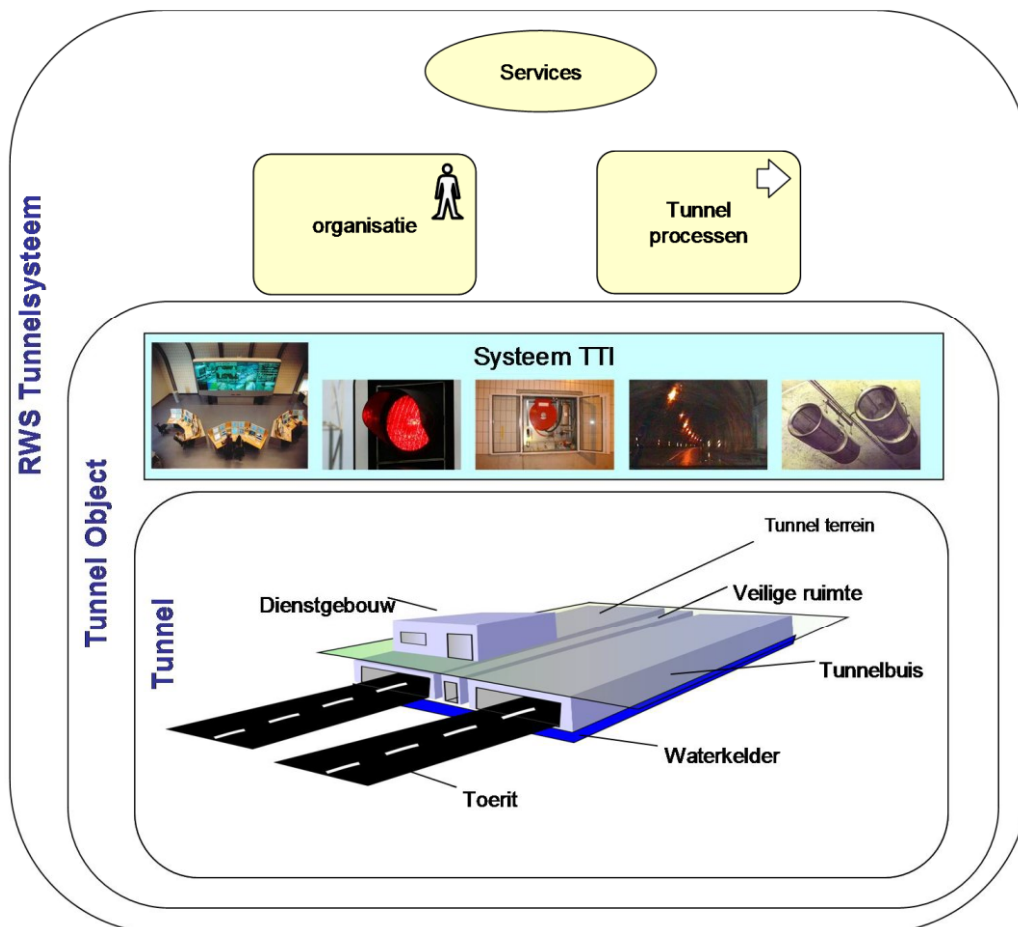 Services
organisatie
Tunnel
processen
RWS Tunnelsysteem
Tunnel Object
Systeem TTI
Tunnel
Tunnel terrein
Veilige ruimte
Dienstgebouw
Tunnelbuis
Waterkelder
Toerit